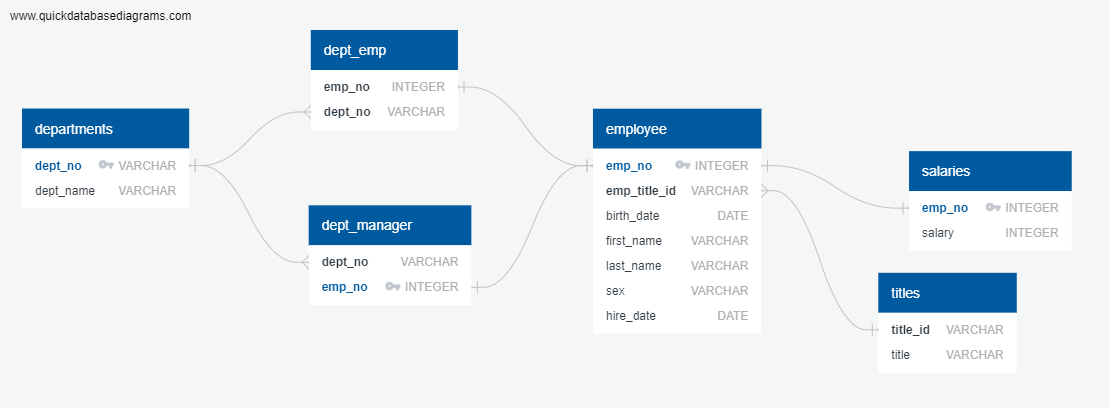 www.quickdatabasediagrams.com
departments
dept_no VARCHAR
dept_name VARCHAR
dept_emp
emp_no INTEGER
dept_no VARCHAR
dept_manager
dept_no VARCHAR
emp_no INTEGER
employee
emp_no INTEGER
emp_title_id VARCHAR
birth_date DATE
first_name VARCHAR
last_name VARCHAR
sex VARCHAR
hire_date DATE
salaries
emp_no INTEGER
salary INTEGER
titles
title_id VARCHAR
title VARCHAR